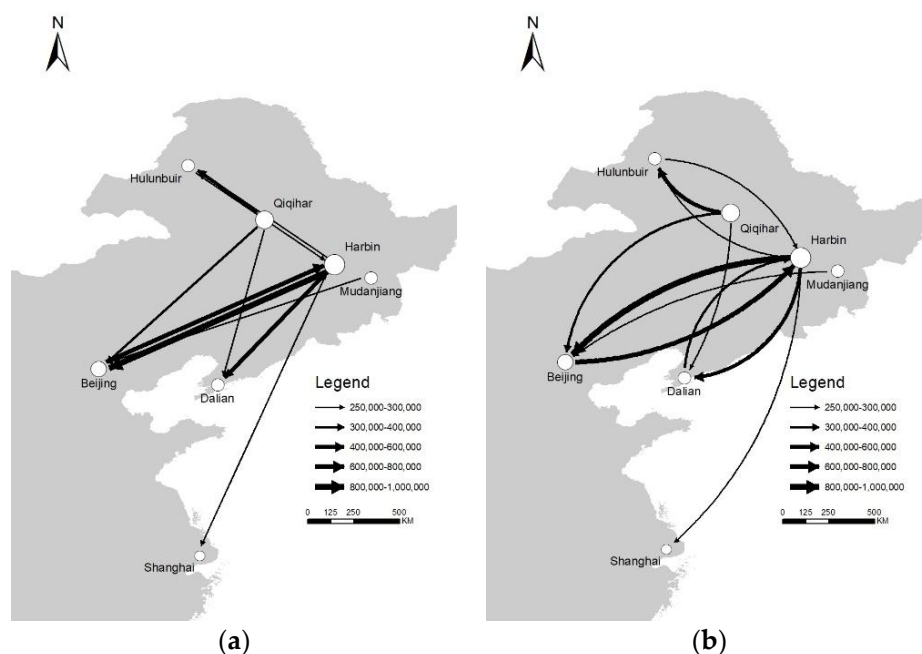 N
Hulunbuir
Qiqihar
Harbin
Mudanjiang
Beijing
Dalian
Legend
250,000-300,000
300,000-400,000
400,000-600,000
600,000-800,000
800,000-1,000,000
0 125 250 500
KM
Shanghai
(a)
N
Hulunbuir
Qiqihar
Harbin
Mudanjiang
Beijing
Dalian
Legend
250,000-300,000
300,000-400,000
400,000-600,000
600,000-800,000
800,000-1,000,000
0 125 250 500
KM
Shanghai
(b)